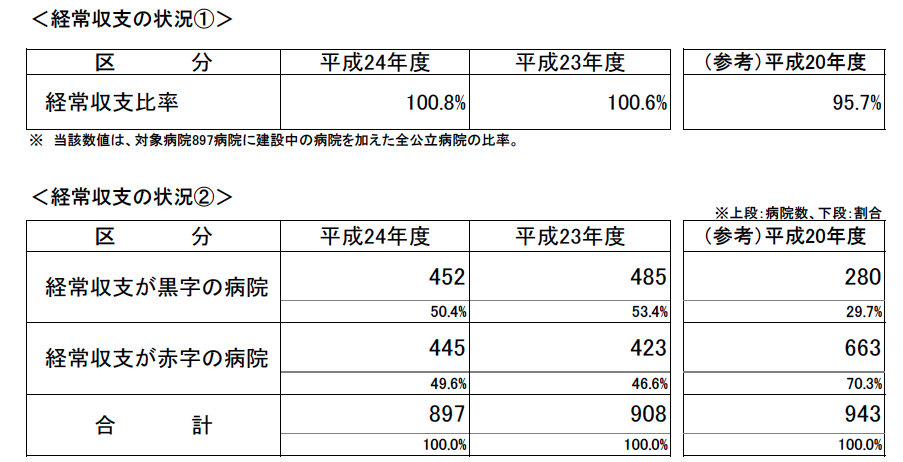 ＜経常収支の状況①＞
区　分 平成24年度 平成23年度 （参考）平成20年度
経常収支比率 100.8% 100.6% 95.7%
※ 当該数値は、対象病院897病院に建設中の病院を加えた全公立病院の比率。
＜経常収支の状況②＞
※上段：病院数、下段：割合
区　分 平成24年度 平成23年度 （参考）平成20年度
経常収支が黒字の病院 452 485 280
50.4% 53.4% 29.7%
経常収支が赤字の病院 445 423 663
49.6% 46.6% 70.3%
合　計 897 908 943
100.0% 100.0% 100.0%